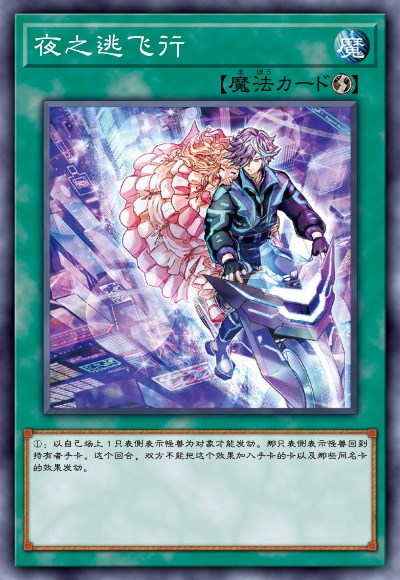 夜之逃飞行
魔
【魔法カード】
まほう
①：以自己场上１只表侧表示怪兽为对象才能发动。那只表侧表示怪兽回到
持有者手卡。这个回合，双方不能把这个效果加入手卡的卡以及那些同名卡
的效果发动。